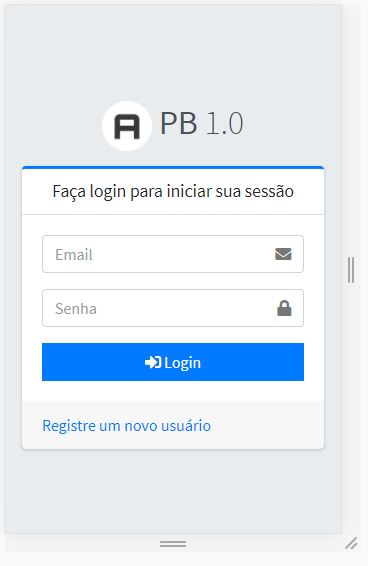 A PB 1.0
Faça login para iniciar sua sessão
Email
Senha
Login
Registre um novo usuário